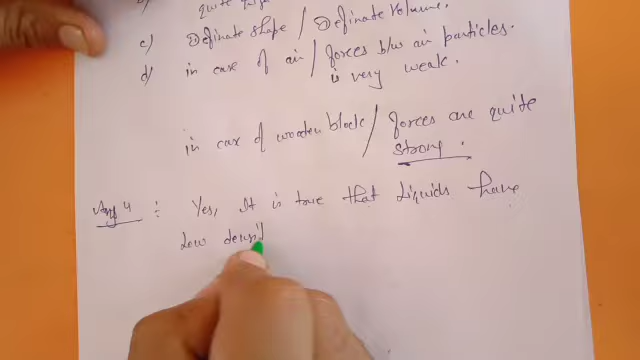 quite
c) Definate shape / Definate Volume.
d) in case of air / forces b/w air particles.
is very weak.
in case of wooden block / forces are quite
strong.
Ans 4 : Yes, It is true that Liquids have
Low densi